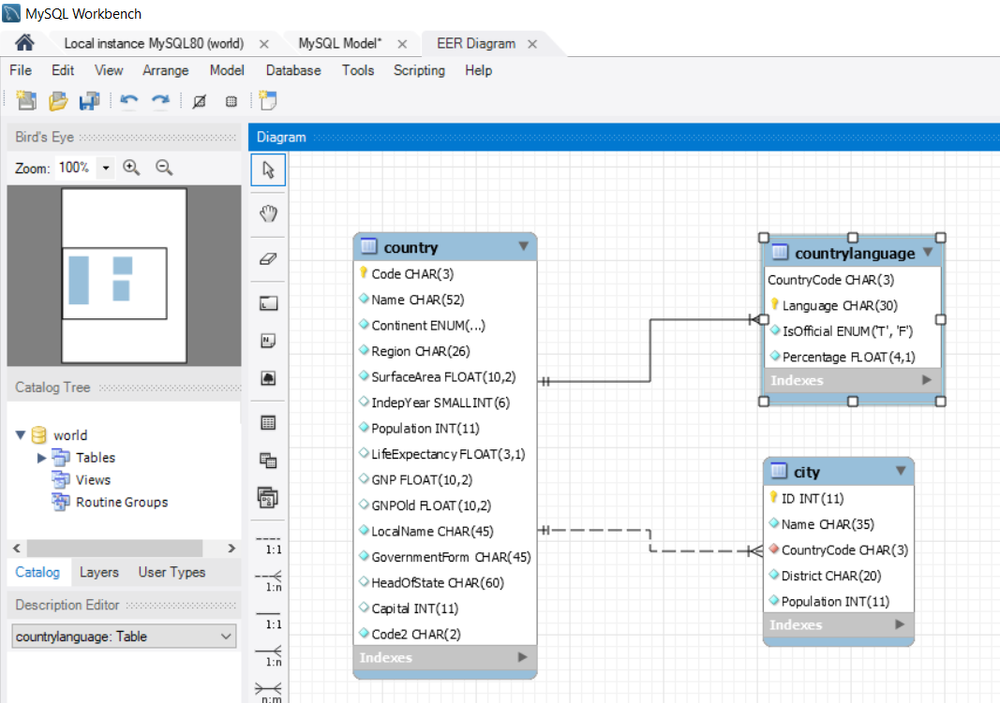 MySQL Workbench
Local instance MySQL80 (world)
MySQL Model*
EER Diagram
File Edit View Arrange Model Database Tools Scripting Help
Bird's Eye
Zoom: 100%
Catalog Tree
world
Tables
Views
Routine Groups
Catalog Layers User Types
Description Editor
countrylanguage: Table
Diagram
1:1
1:n
1:1
1:n
n:m
country
Code CHAR(3)
Name CHAR(52)
Continent ENUM(...)
Region CHAR(26)
SurfaceArea FLOAT(10,2)
IndepYear SMALLINT(6)
Population INT(11)
LifeExpectancy FLOAT(3,1)
GNP FLOAT(10,2)
GNPOld FLOAT(10,2)
LocalName CHAR(45)
GovernmentForm CHAR(45)
HeadOfState CHAR(60)
Capital INT(11)
Code2 CHAR(2)
Indexes
countrylanguage
CountryCode CHAR(3)
Language CHAR(30)
IsOfficial ENUM('T', 'F')
Percentage FLOAT(4,1)
Indexes
city
ID INT(11)
Name CHAR(35)
CountryCode CHAR(3)
District CHAR(20)
Population INT(11)
Indexes